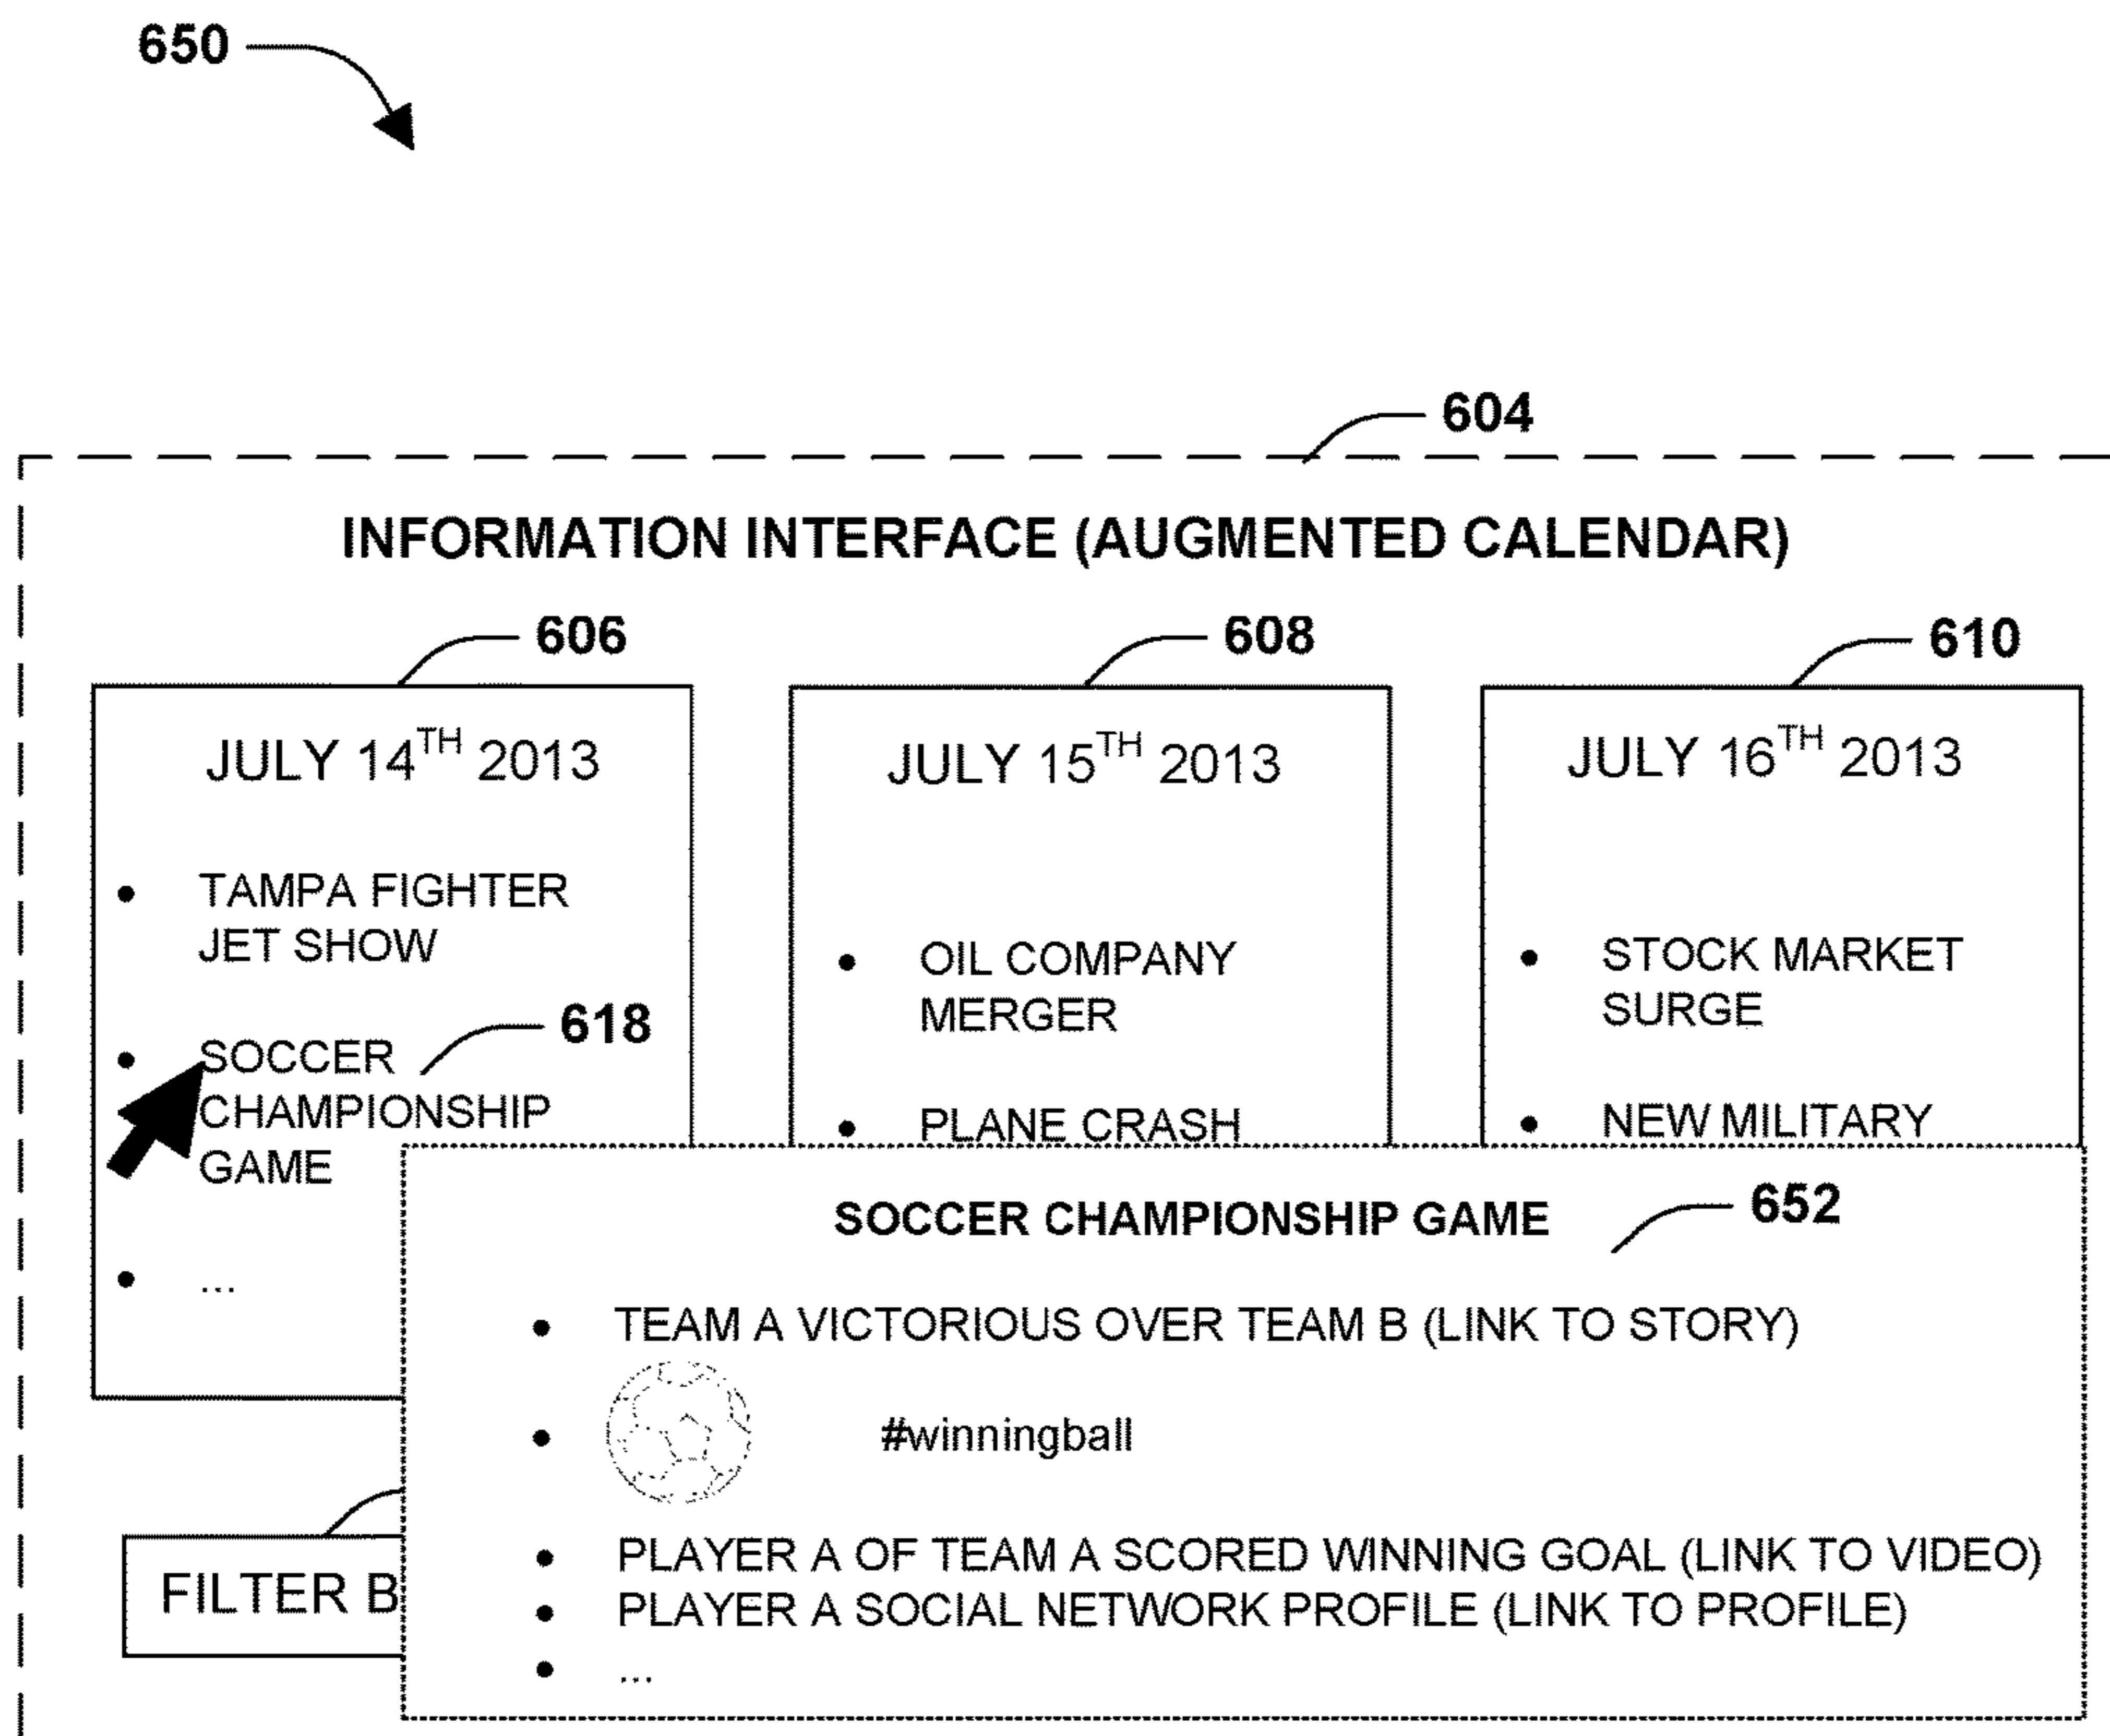 650
604
INFORMATION INTERFACE (AUGMENTED CALENDAR)
606
608
610
JULY 14TH 2013
JULY 15TH 2013
JULY 16TH 2013
• TAMPA FIGHTER
JET SHOW
• SOCCER
CHAMPIONSHIP
GAME
618
• ...
• OIL COMPANY
MERGER
• PLANE CRASH
• STOCK MARKET
SURGE
• NEW MILITARY
SOCCER CHAMPIONSHIP GAME
652
• TEAM A VICTORIOUS OVER TEAM B (LINK TO STORY)
• #winningball
• PLAYER A OF TEAM A SCORED WINNING GOAL (LINK TO VIDEO)
• PLAYER A SOCIAL NETWORK PROFILE (LINK TO PROFILE)
• ...
FILTER B